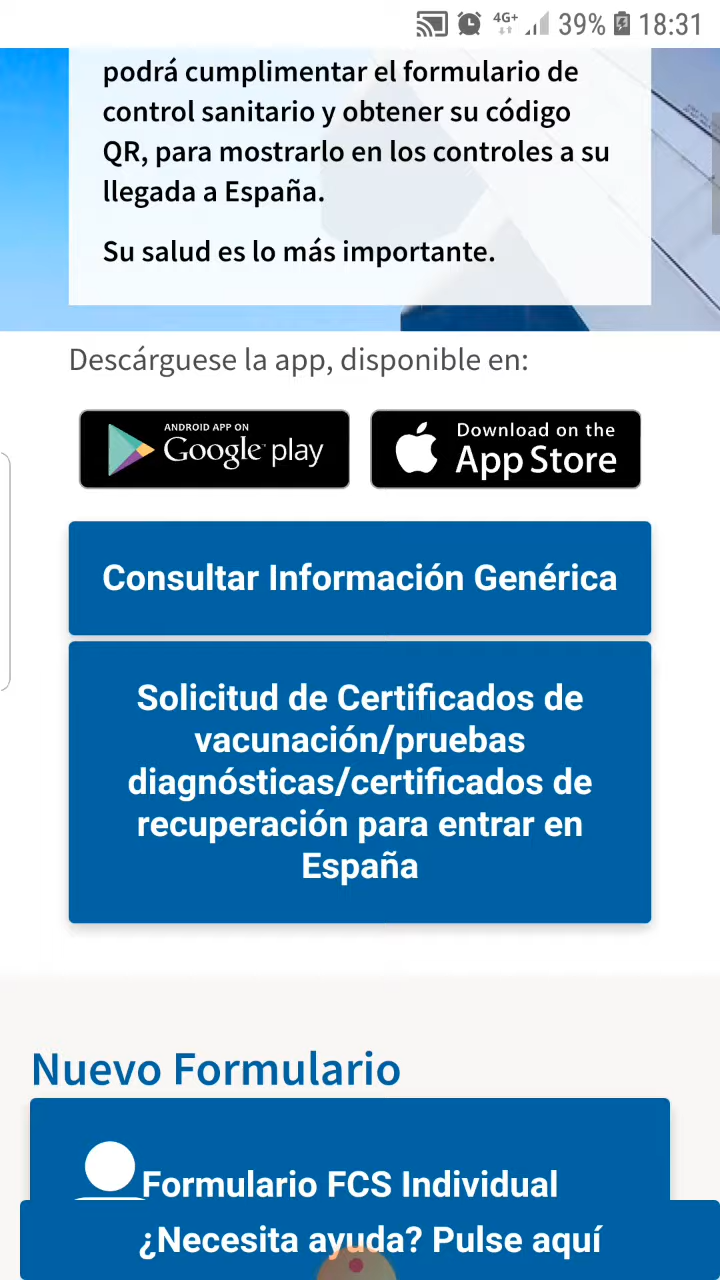 4G+ 39% 18:31
podrá cumplimentar el formulario de
control sanitario y obtener su código
QR, para mostrarlo en los controles a su
llegada a España.
Su salud es lo más importante.
Descárguese la app, disponible en:
ANDROID APP ON
Google play
Download on the
App Store
Consultar Información Genérica
Solicitud de Certificados de
vacunación/pruebas
diagnósticas/certificados de
recuperación para entrar en
España
Nuevo Formulario
Formulario FCS Individual
¿Necesita ayuda? Pulse aquí